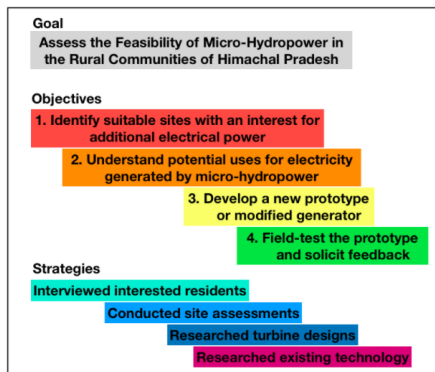 Goal
Assess the Feasibility of Micro-Hydropower in
the Rural Communities of Himachal Pradesh
Objectives
1. Identify suitable sites with an interest for
additional electrical power
2. Understand potential uses for electricity
generated by micro-hydropower
3. Develop a new prototype
or modified generator
4. Field-test the prototype
and solicit feedback
Strategies
Interviewed interested residents
Conducted site assessments
Researched turbine designs
Researched existing technology